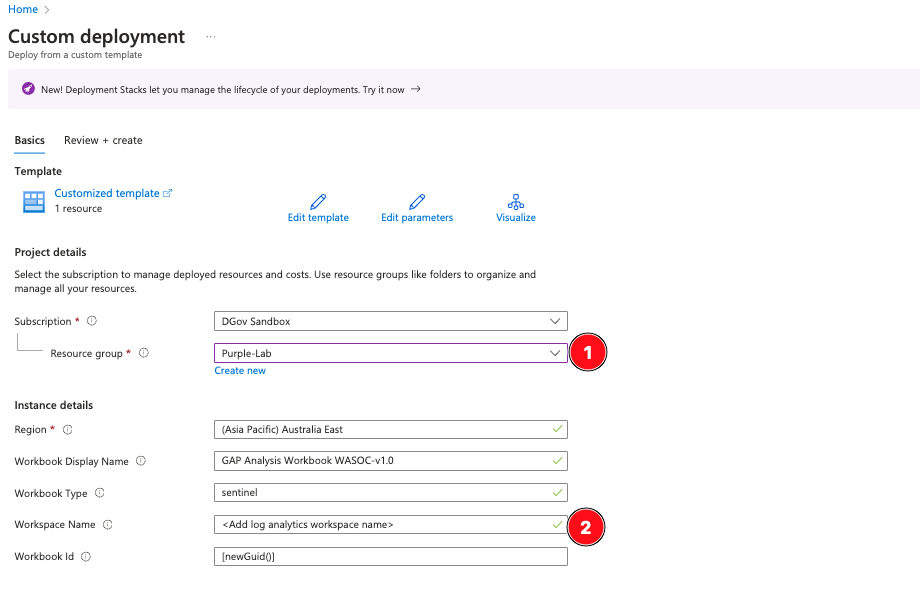 Home >
Custom deployment ...
Deploy from a custom template
New! Deployment Stacks let you manage the lifecycle of your deployments. Try it now →
Basics Review + create
Template
Customized template
1 resource
Edit template Edit parameters Visualize
Project details
Select the subscription to manage deployed resources and costs. Use resource groups like folders to organize and
manage all your resources.
Subscription * DGov Sandbox
Resource group * Purple-Lab 1
Create new
Instance details
Region * (Asia Pacific) Australia East
Workbook Display Name GAP Analysis Workbook WASOC-v1.0
Workbook Type sentinel
Workspace Name <Add log analytics workspace name> 2
Workbook Id [newGuid()]